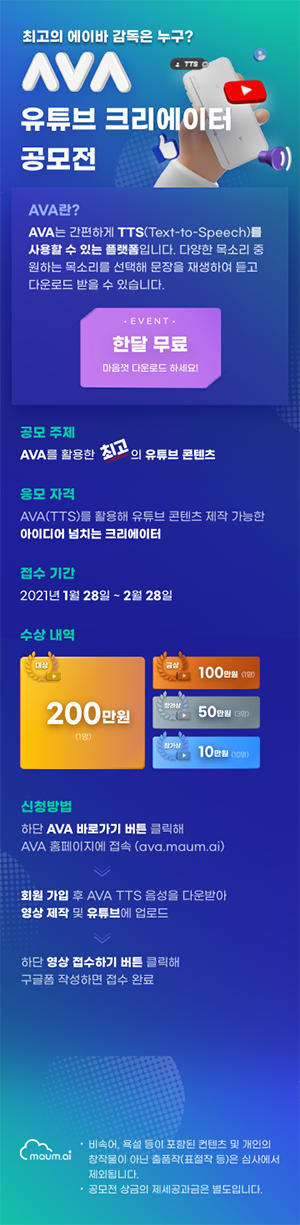 최고의 에이바 감독은 누구?
AVA
TTS
유튜브 크리에이터
공모전
AVA란?
AVA는 간편하게 TTS(Text-to-Speech)를
사용할 수 있는 플랫폼입니다. 다양한 목소리 중
원하는 목소리를 선택해 문장을 재생하여 듣고
다운로드 받을 수 있습니다.
· EVENT ·
한달 무료
마음껏 다운로드 하세요!
공모 주제
AVA를 활용한 최고의 유튜브 콘텐츠
응모 자격
AVA(TTS)를 활용해 유튜브 콘텐츠 제작 가능한
아이디어 넘치는 크리에이터
접수 기간
2021년 1월 28일 ~ 2월 28일
수상 내역
대상
200만원
(1명)
금상
100만원 (1명)
장려상
50만원 (3명)
참가상
10만원 (10명)
신청방법
하단 AVA 바로가기 버튼 클릭해
AVA 홈페이지에 접속 (ava.maum.ai)
회원 가입 후 AVA TTS 음성을 다운받아
영상 제작 및 유튜브에 업로드
하단 영상 접수하기 버튼 클릭해
구글폼 작성하면 접수 완료
maum.ai
· 비속어, 욕설 등이 포함된 컨텐츠 및 개인의
창작물이 아닌 출품작(표절작 등)은 심사에서
제외됩니다.
· 공모전 상금의 제세공과금은 별도입니다.